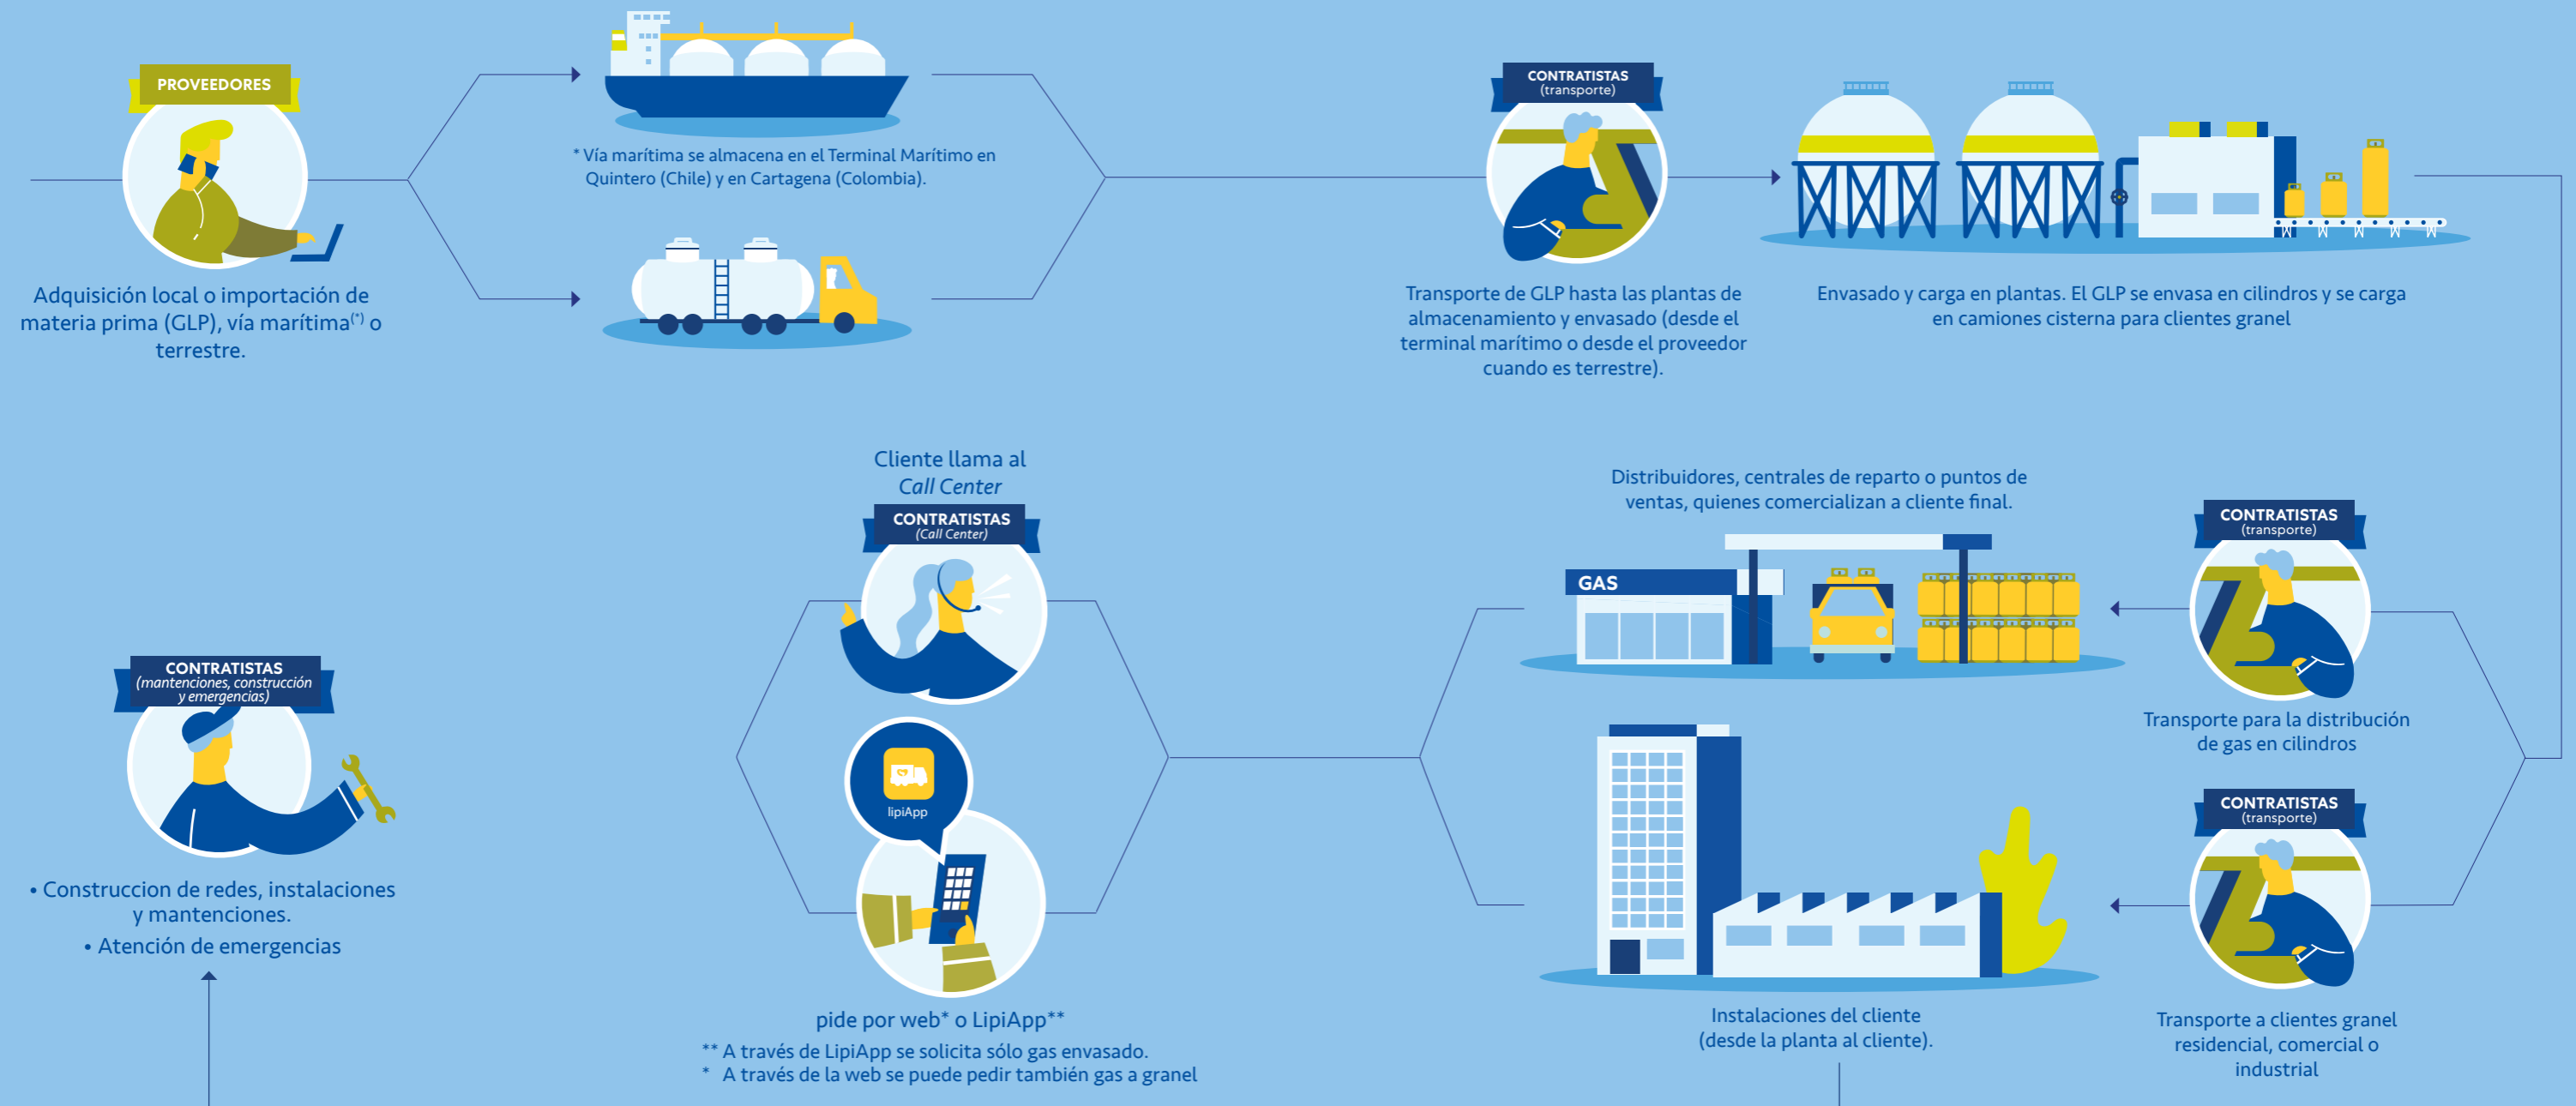 PROVEEDORES
Adquisición local o importación de
materia prima (GLP), vía marítima(*) o
terrestre.
* Vía marítima se almacena en el Terminal Marítimo en
Quintero (Chile) y en Cartagena (Colombia).
CONTRATISTAS
(transporte)
Transporte de GLP hasta las plantas de
almacenamiento y envasado (desde el
terminal marítimo o desde el proveedor
cuando es terrestre).
Envasado y carga en plantas. El GLP se envasa en cilindros y se carga
en camiones cisterna para clientes granel
CONTRATISTAS
(transporte)
Transporte para la distribución
de gas en cilindros
CONTRATISTAS
(transporte)
Transporte a clientes granel
residencial, comercial o
industrial
Distribuidores, centrales de reparto o puntos de
ventas, quienes comercializan a cliente final.
GAS
Instalaciones del cliente
(desde la planta al cliente).
Cliente llama al
Call Center
CONTRATISTAS
(Call Center)
lipiApp
pide por web* o LipiApp**
** A través de LipiApp se solicita sólo gas envasado.
* A través de la web se puede pedir también gas a granel
CONTRATISTAS
(mantenciones, construcción
y emergencias)
• Construccion de redes, instalaciones
y mantenciones.
• Atención de emergencias